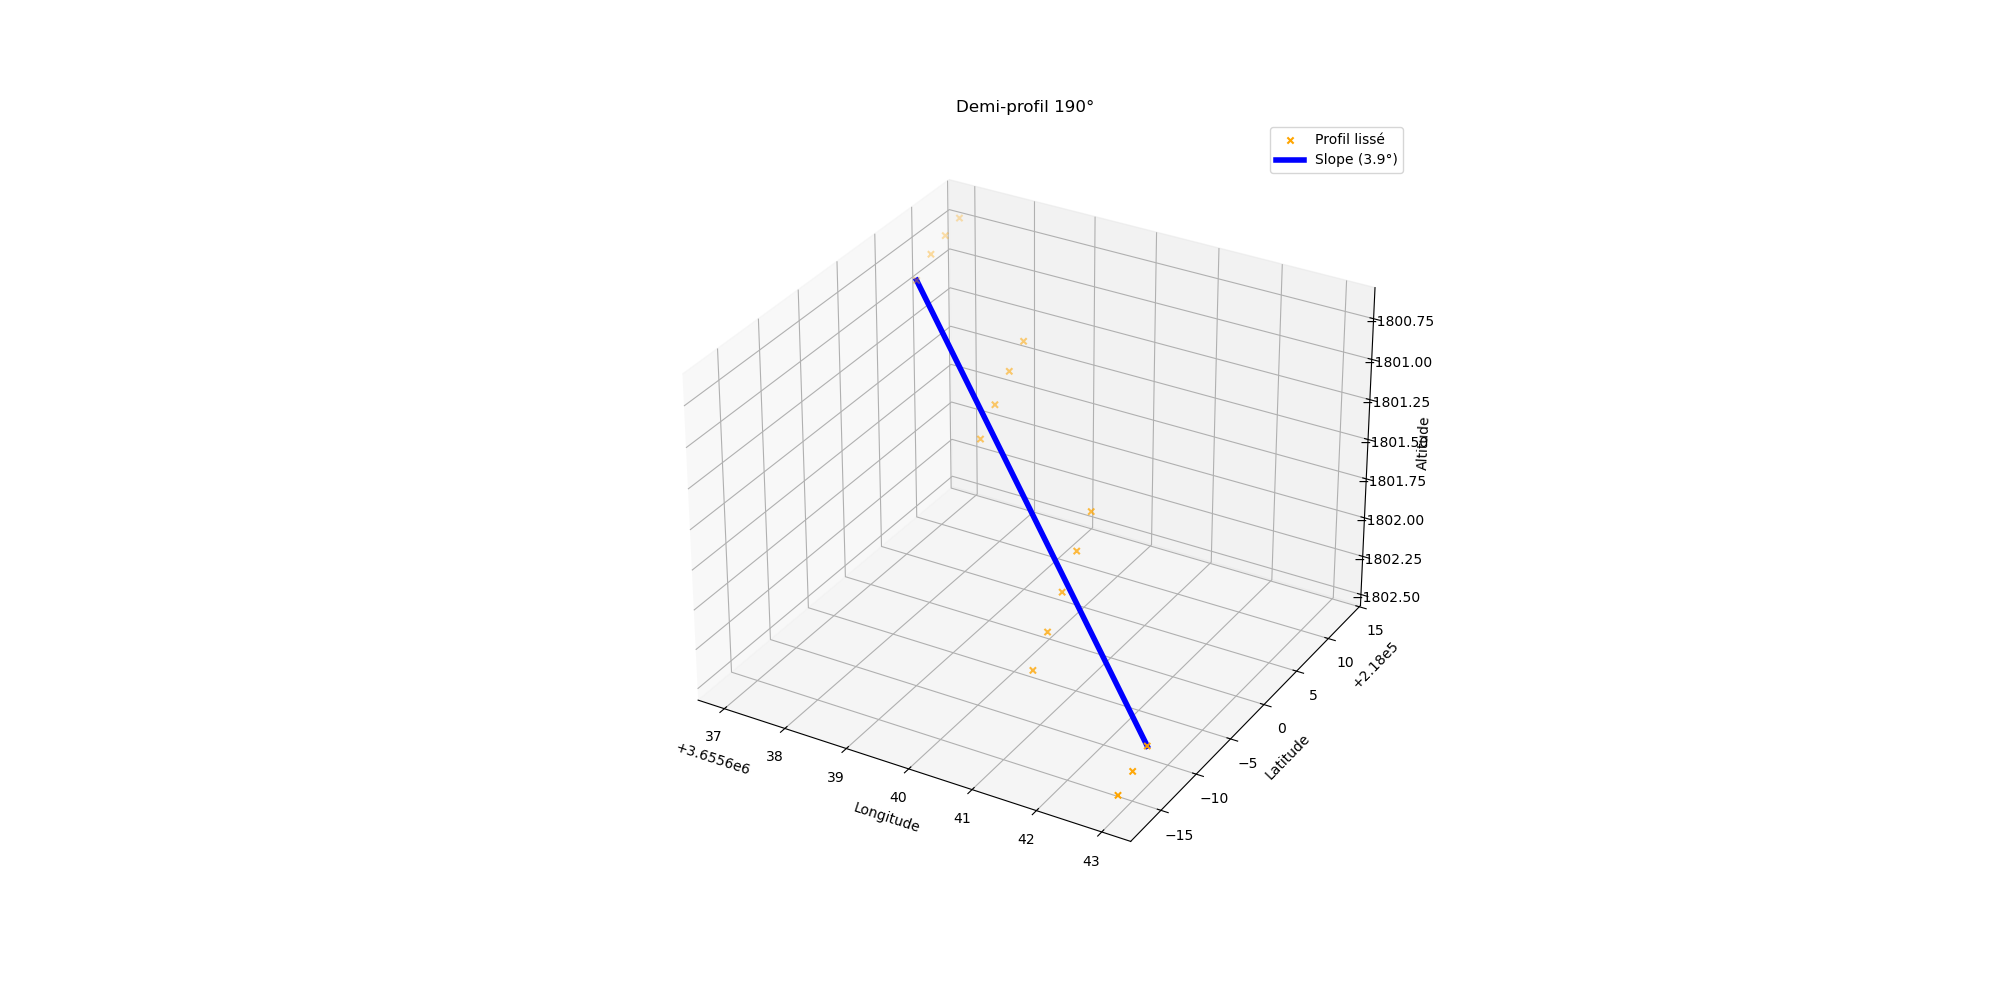 Demi-profil 190°
Profil lissé
Slope (3.9°)
−1800.75
−1801.00
−1801.25
−1801.50
−1801.75
−1802.00
−1802.25
−1802.50
Altitude
15
10
5
0
−5
−10
−15
+2.18e5
Latitude
37
38
39
40
41
42
43
+3.6556e6
Longitude